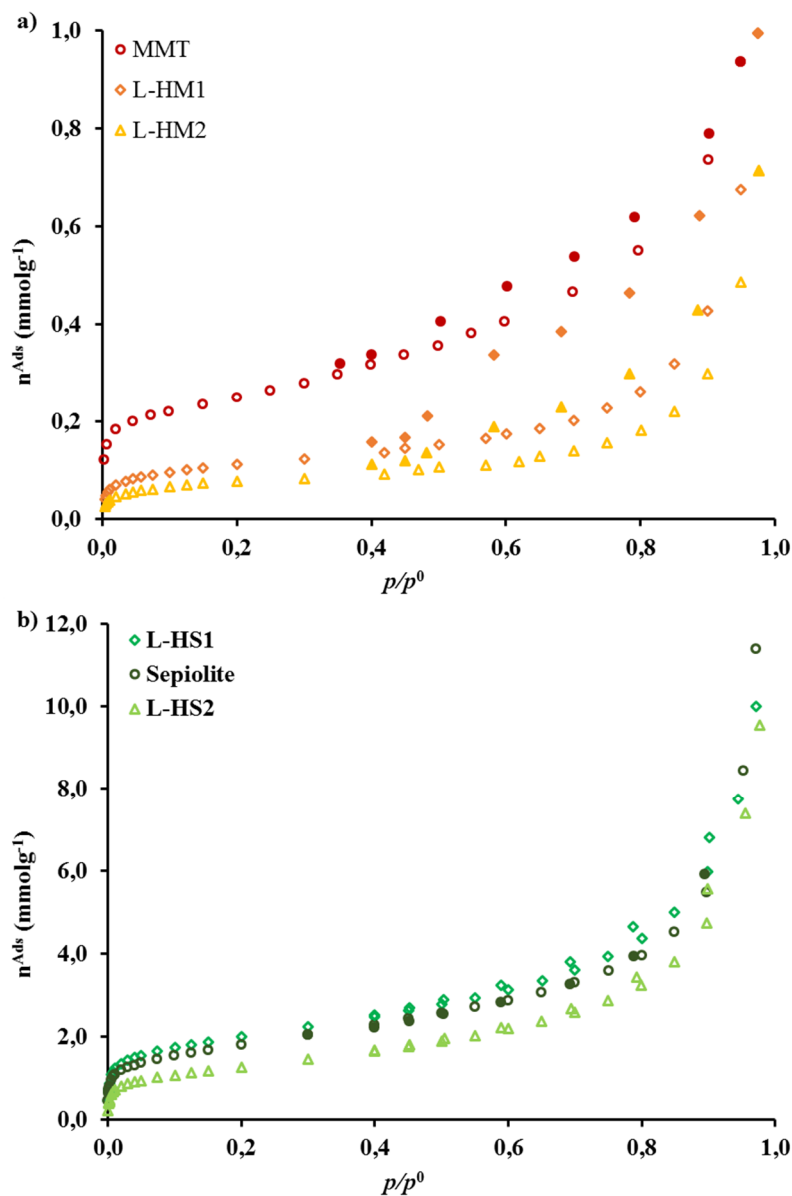 a)
1,0
0,8
0,6
0,4
0,2
0,0
nᴬᵈˢ (mmolg⁻¹)
MMT
L-HM1
L-HM2
0,0 0,2 0,4 0,6 0,8 1,0
p/p⁰
b)
12,0
10,0
8,0
6,0
4,0
2,0
0,0
nᴬᵈˢ (mmolg⁻¹)
L-HS1
Sepiolite
L-HS2
0,0 0,2 0,4 0,6 0,8 1,0
p/p⁰